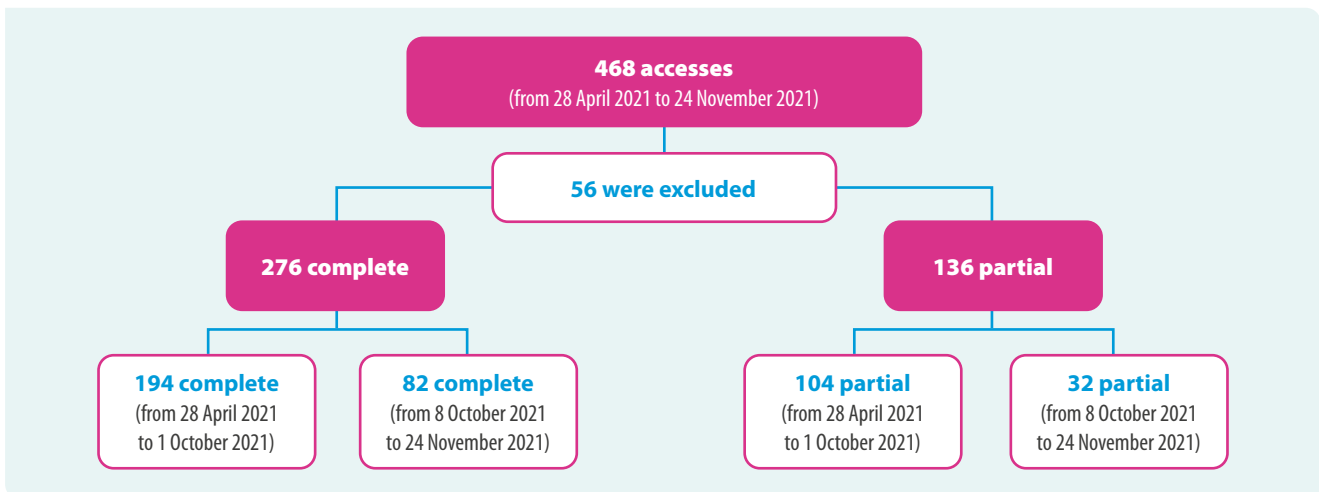 468 accesses
(from 28 April 2021 to 24 November 2021)
56 were excluded
276 complete
136 partial
194 complete
(from 28 April 2021
to 1 October 2021)
82 complete
(from 8 October 2021
to 24 November 2021)
104 partial
(from 28 April 2021
to 1 October 2021)
32 partial
(from 8 October 2021
to 24 November 2021)